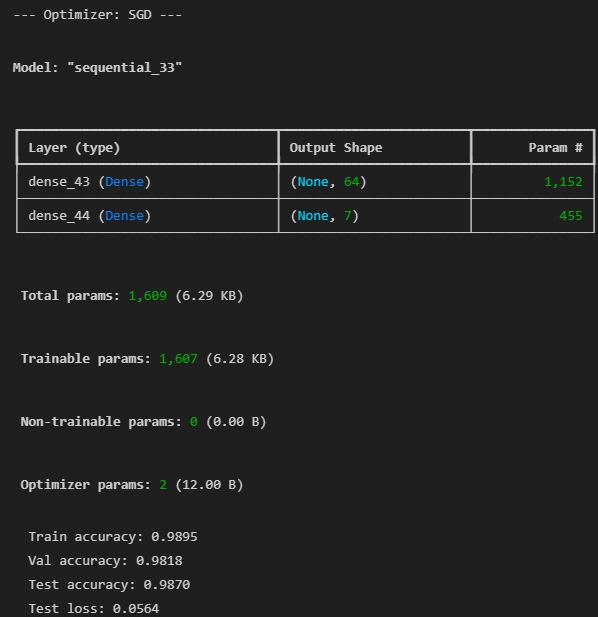 --- Optimizer: SGD ---
Model: "sequential_33"
Layer (type) Output Shape Param #
dense_43 (Dense) (None, 64) 1,152
dense_44 (Dense) (None, 7) 455
Total params: 1,609 (6.29 KB)
Trainable params: 1,607 (6.28 KB)
Non-trainable params: 0 (0.00 B)
Optimizer params: 2 (12.00 B)
Train accuracy: 0.9895
Val accuracy: 0.9818
Test accuracy: 0.9870
Test loss: 0.0564